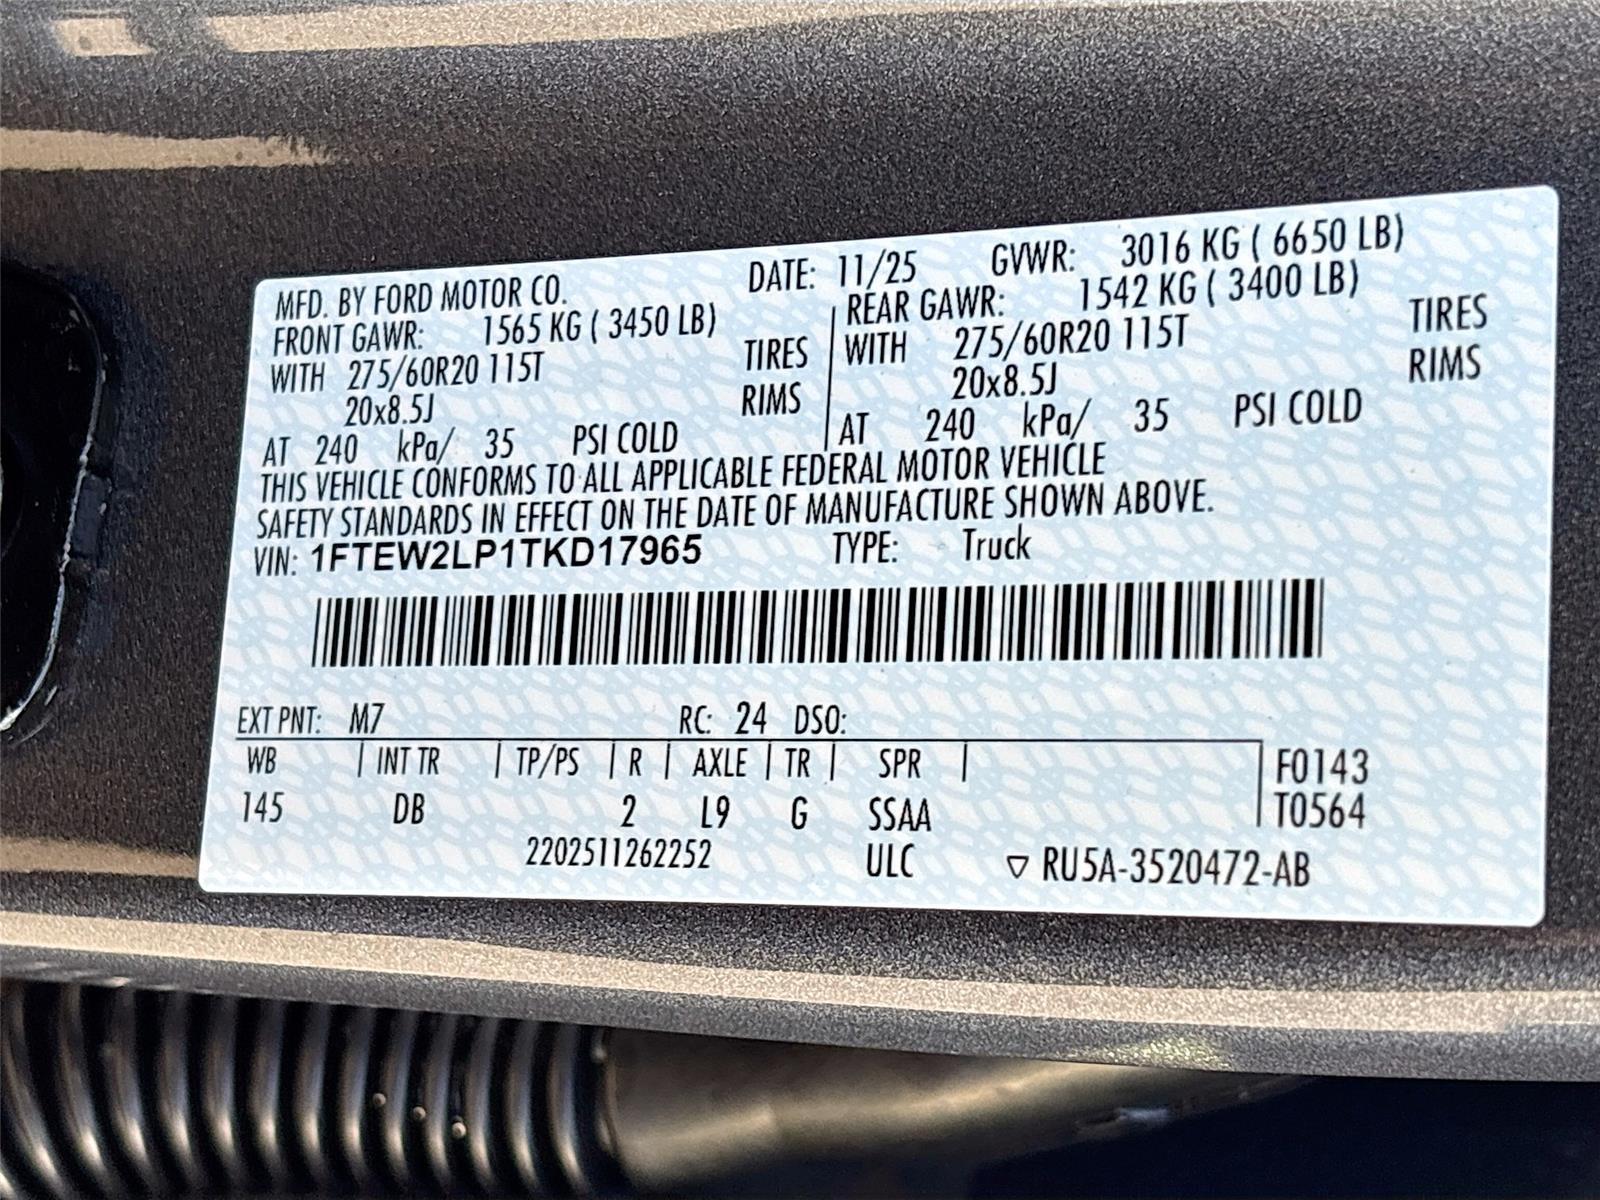 MFD. BY FORD MOTOR CO. DATE: 11/25 GVWR: 3016 KG ( 6650 LB)
FRONT GAWR: 1565 KG ( 3450 LB)
WITH 275/60R20 115T TIRES
20x8.5J RIMS
AT 240 kPa/ 35 PSI COLD
REAR GAWR: 1542 KG ( 3400 LB)
WITH 275/60R20 115T TIRES
20x8.5J RIMS
AT 240 kPa/ 35 PSI COLD
THIS VEHICLE CONFORMS TO ALL APPLICABLE FEDERAL MOTOR VEHICLE
SAFETY STANDARDS IN EFFECT ON THE DATE OF MANUFACTURE SHOWN ABOVE.
VIN: 1FTEW2LP1TKD17965 TYPE: Truck
EXT PNT: M7 RC: 24 DSO:
WB | INT TR | TP/PS | R | AXLE | TR | SPR | F0143
145 DB 2 L9 G SSAA T0564
2202511262252 ULC ▽ RU5A-3520472-AB